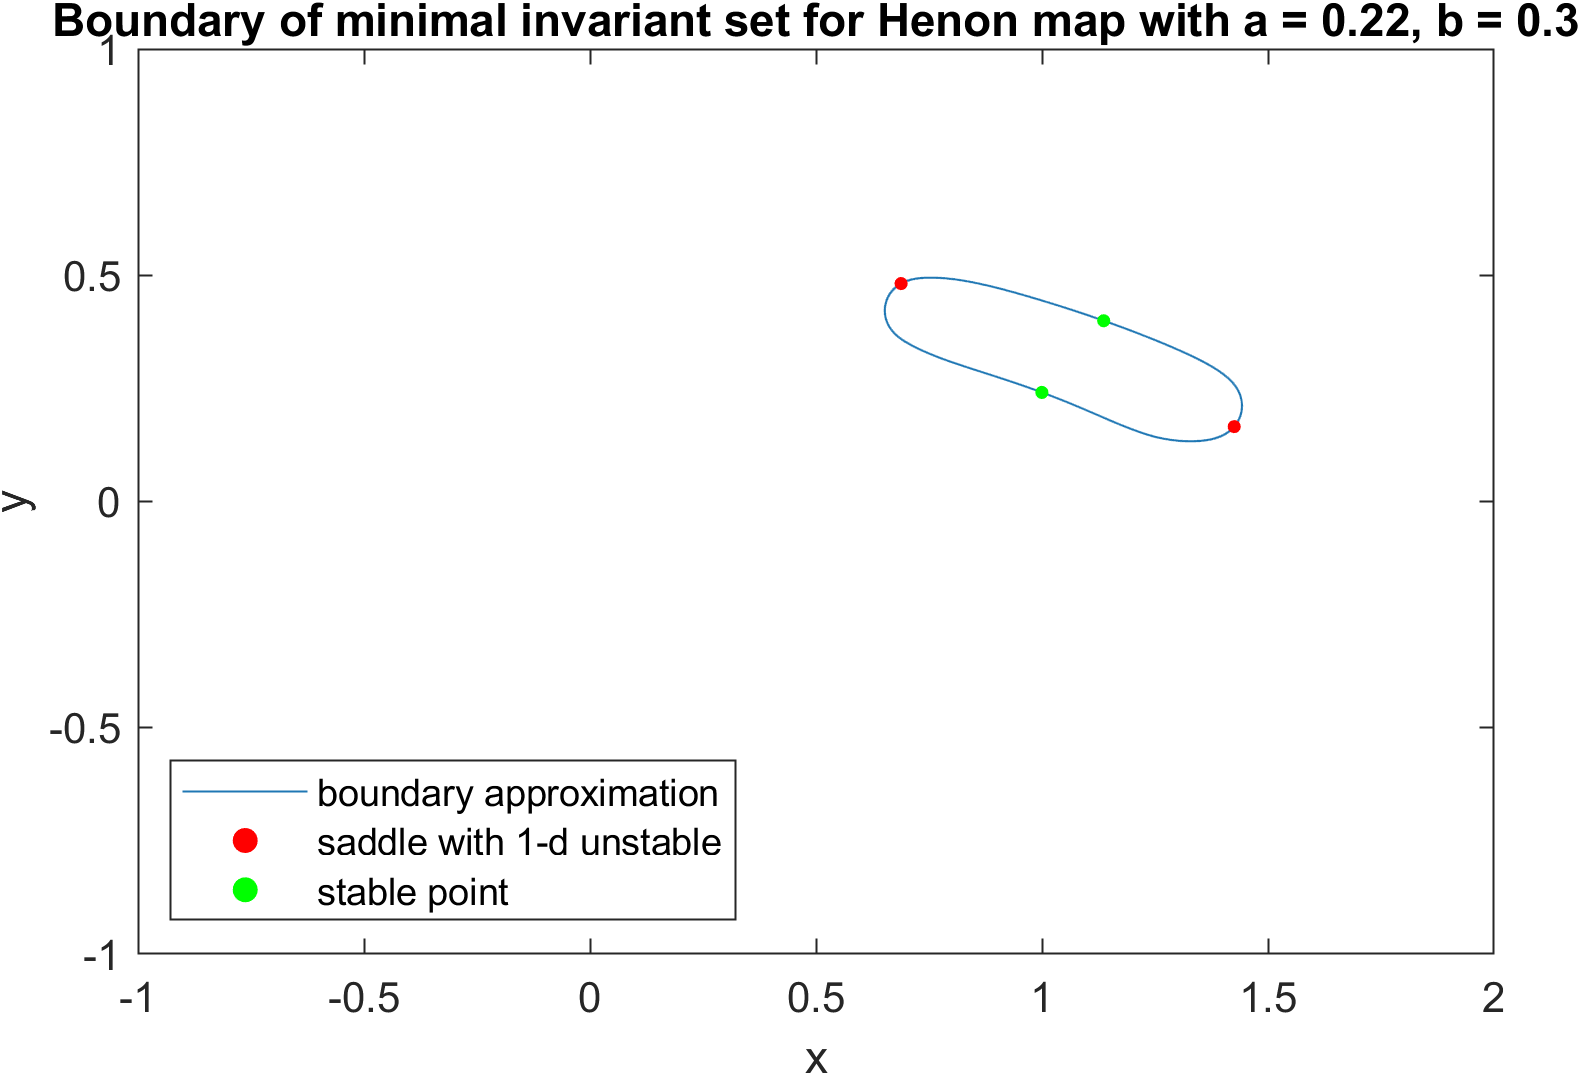 Boundary of minimal invariant set for Henon map with a = 0.22, b = 0.3
1
0.5
0
-0.5
-1
y
boundary approximation
saddle with 1-d unstable
stable point
-1
-0.5
0
0.5
1
1.5
2
x